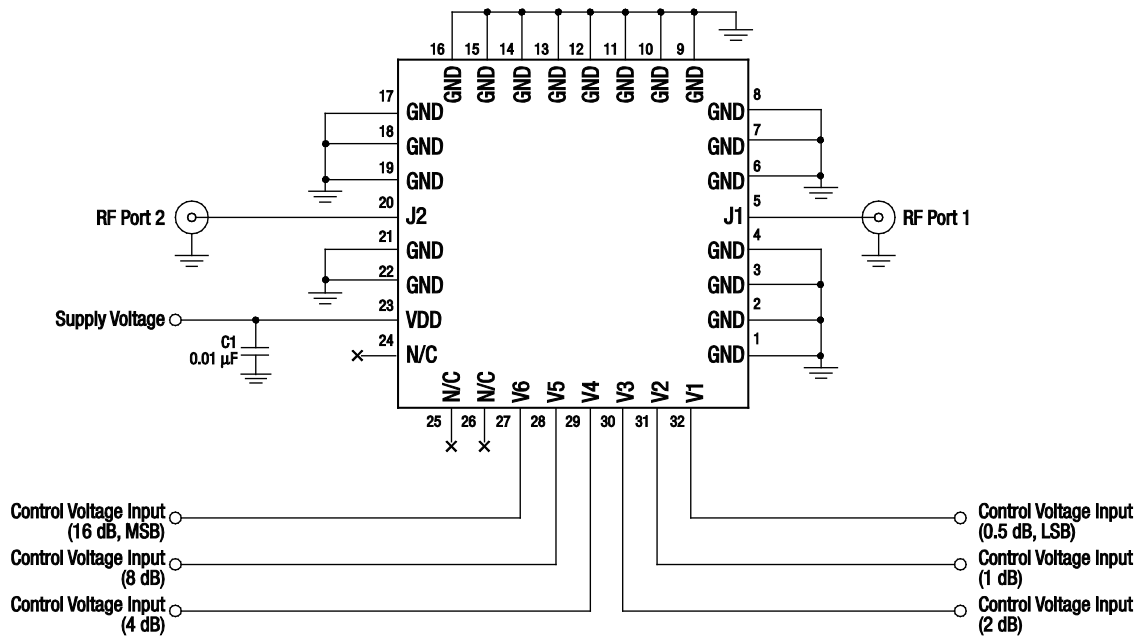 16 15 14 13 12 11 10 9
GND GND GND GND GND GND GND GND
17 GND
18 GND
19 GND
20 J2
RF Port 2
21 GND
22 GND
23 VDD
Supply Voltage
24 N/C
C1
0.01 µF
GND 8
GND 7
GND 6
J1 5
RF Port 1
GND 4
GND 3
GND 2
GND 1
N/C N/C V6 V5 V4 V3 V2 V1
25 26 27 28 29 30 31 32
Control Voltage Input
(16 dB, MSB)
Control Voltage Input
(8 dB)
Control Voltage Input
(4 dB)
Control Voltage Input
(0.5 dB, LSB)
Control Voltage Input
(1 dB)
Control Voltage Input
(2 dB)